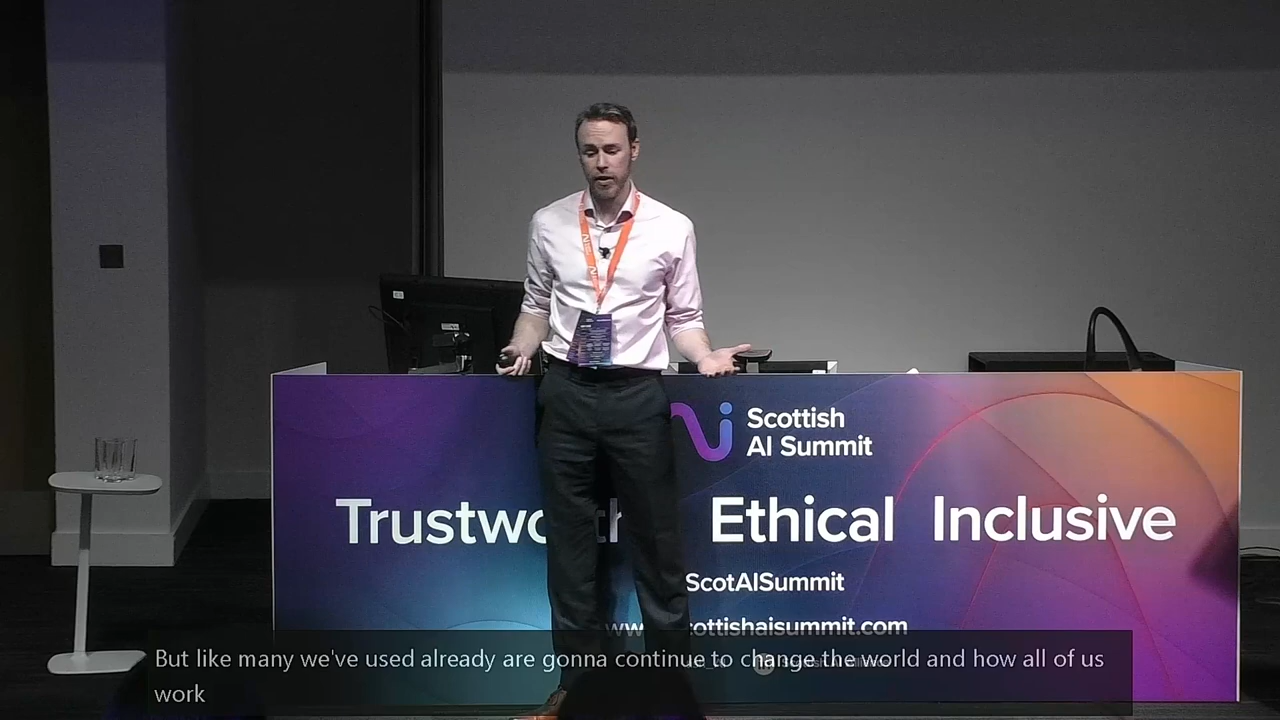 Scottish
AI Summit
Ethical Inclusive
ScotAISummit
But like many we've used already are gonna continue to change the world and how all of us
work